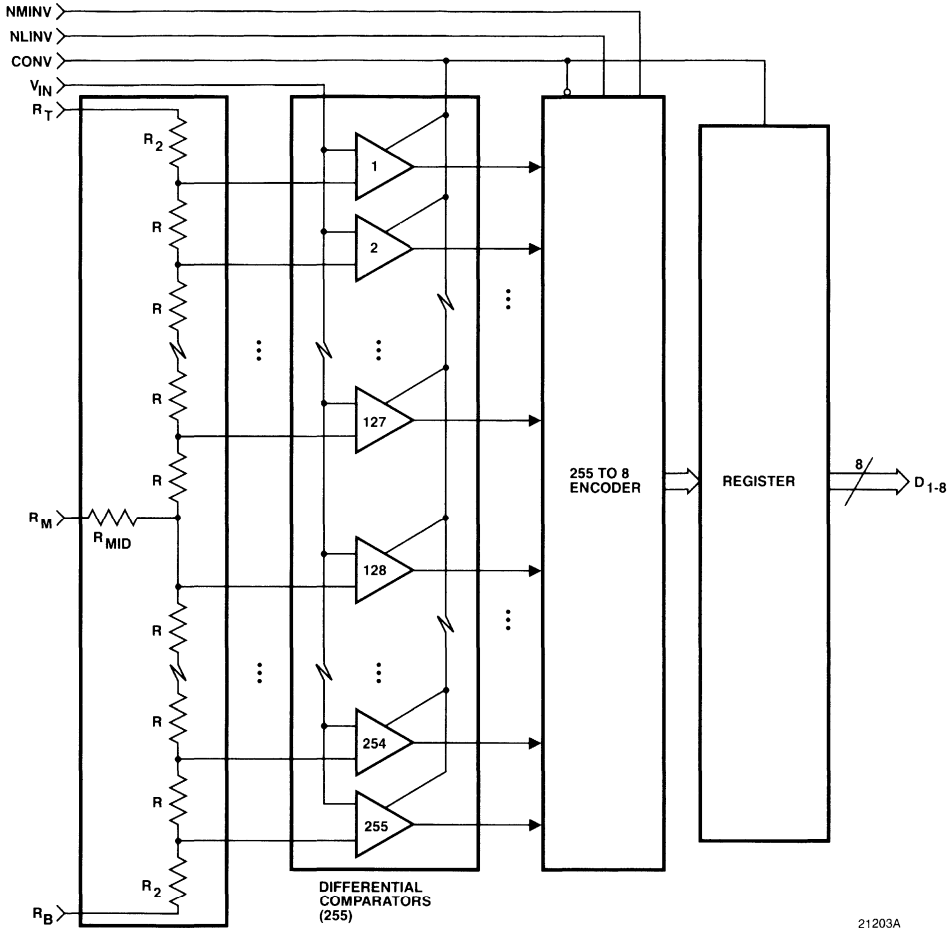 NMINV
NLINV
CONV
VIN
RT
R2
1
R
2
R
R
127
R
255 TO 8
ENCODER
REGISTER
8
D1-8
RM
RMID
128
R
R
254
R
255
R2
RB
DIFFERENTIAL
COMPARATORS
(255)
21203A